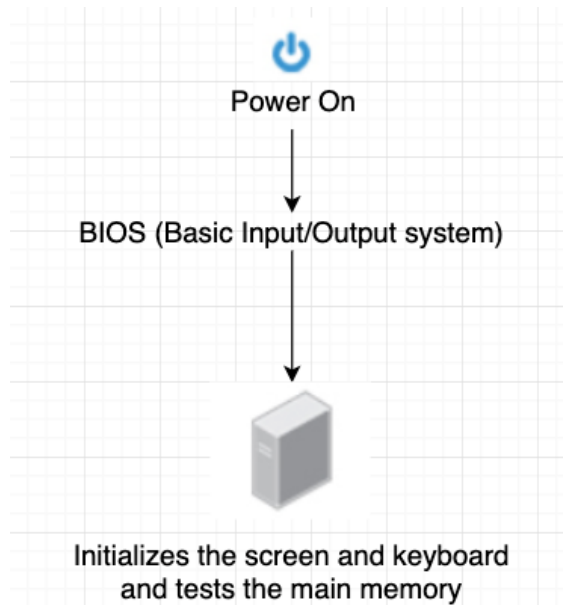 Power On
BIOS (Basic Input/Output system)
Initializes the screen and keyboard
and tests the main memory